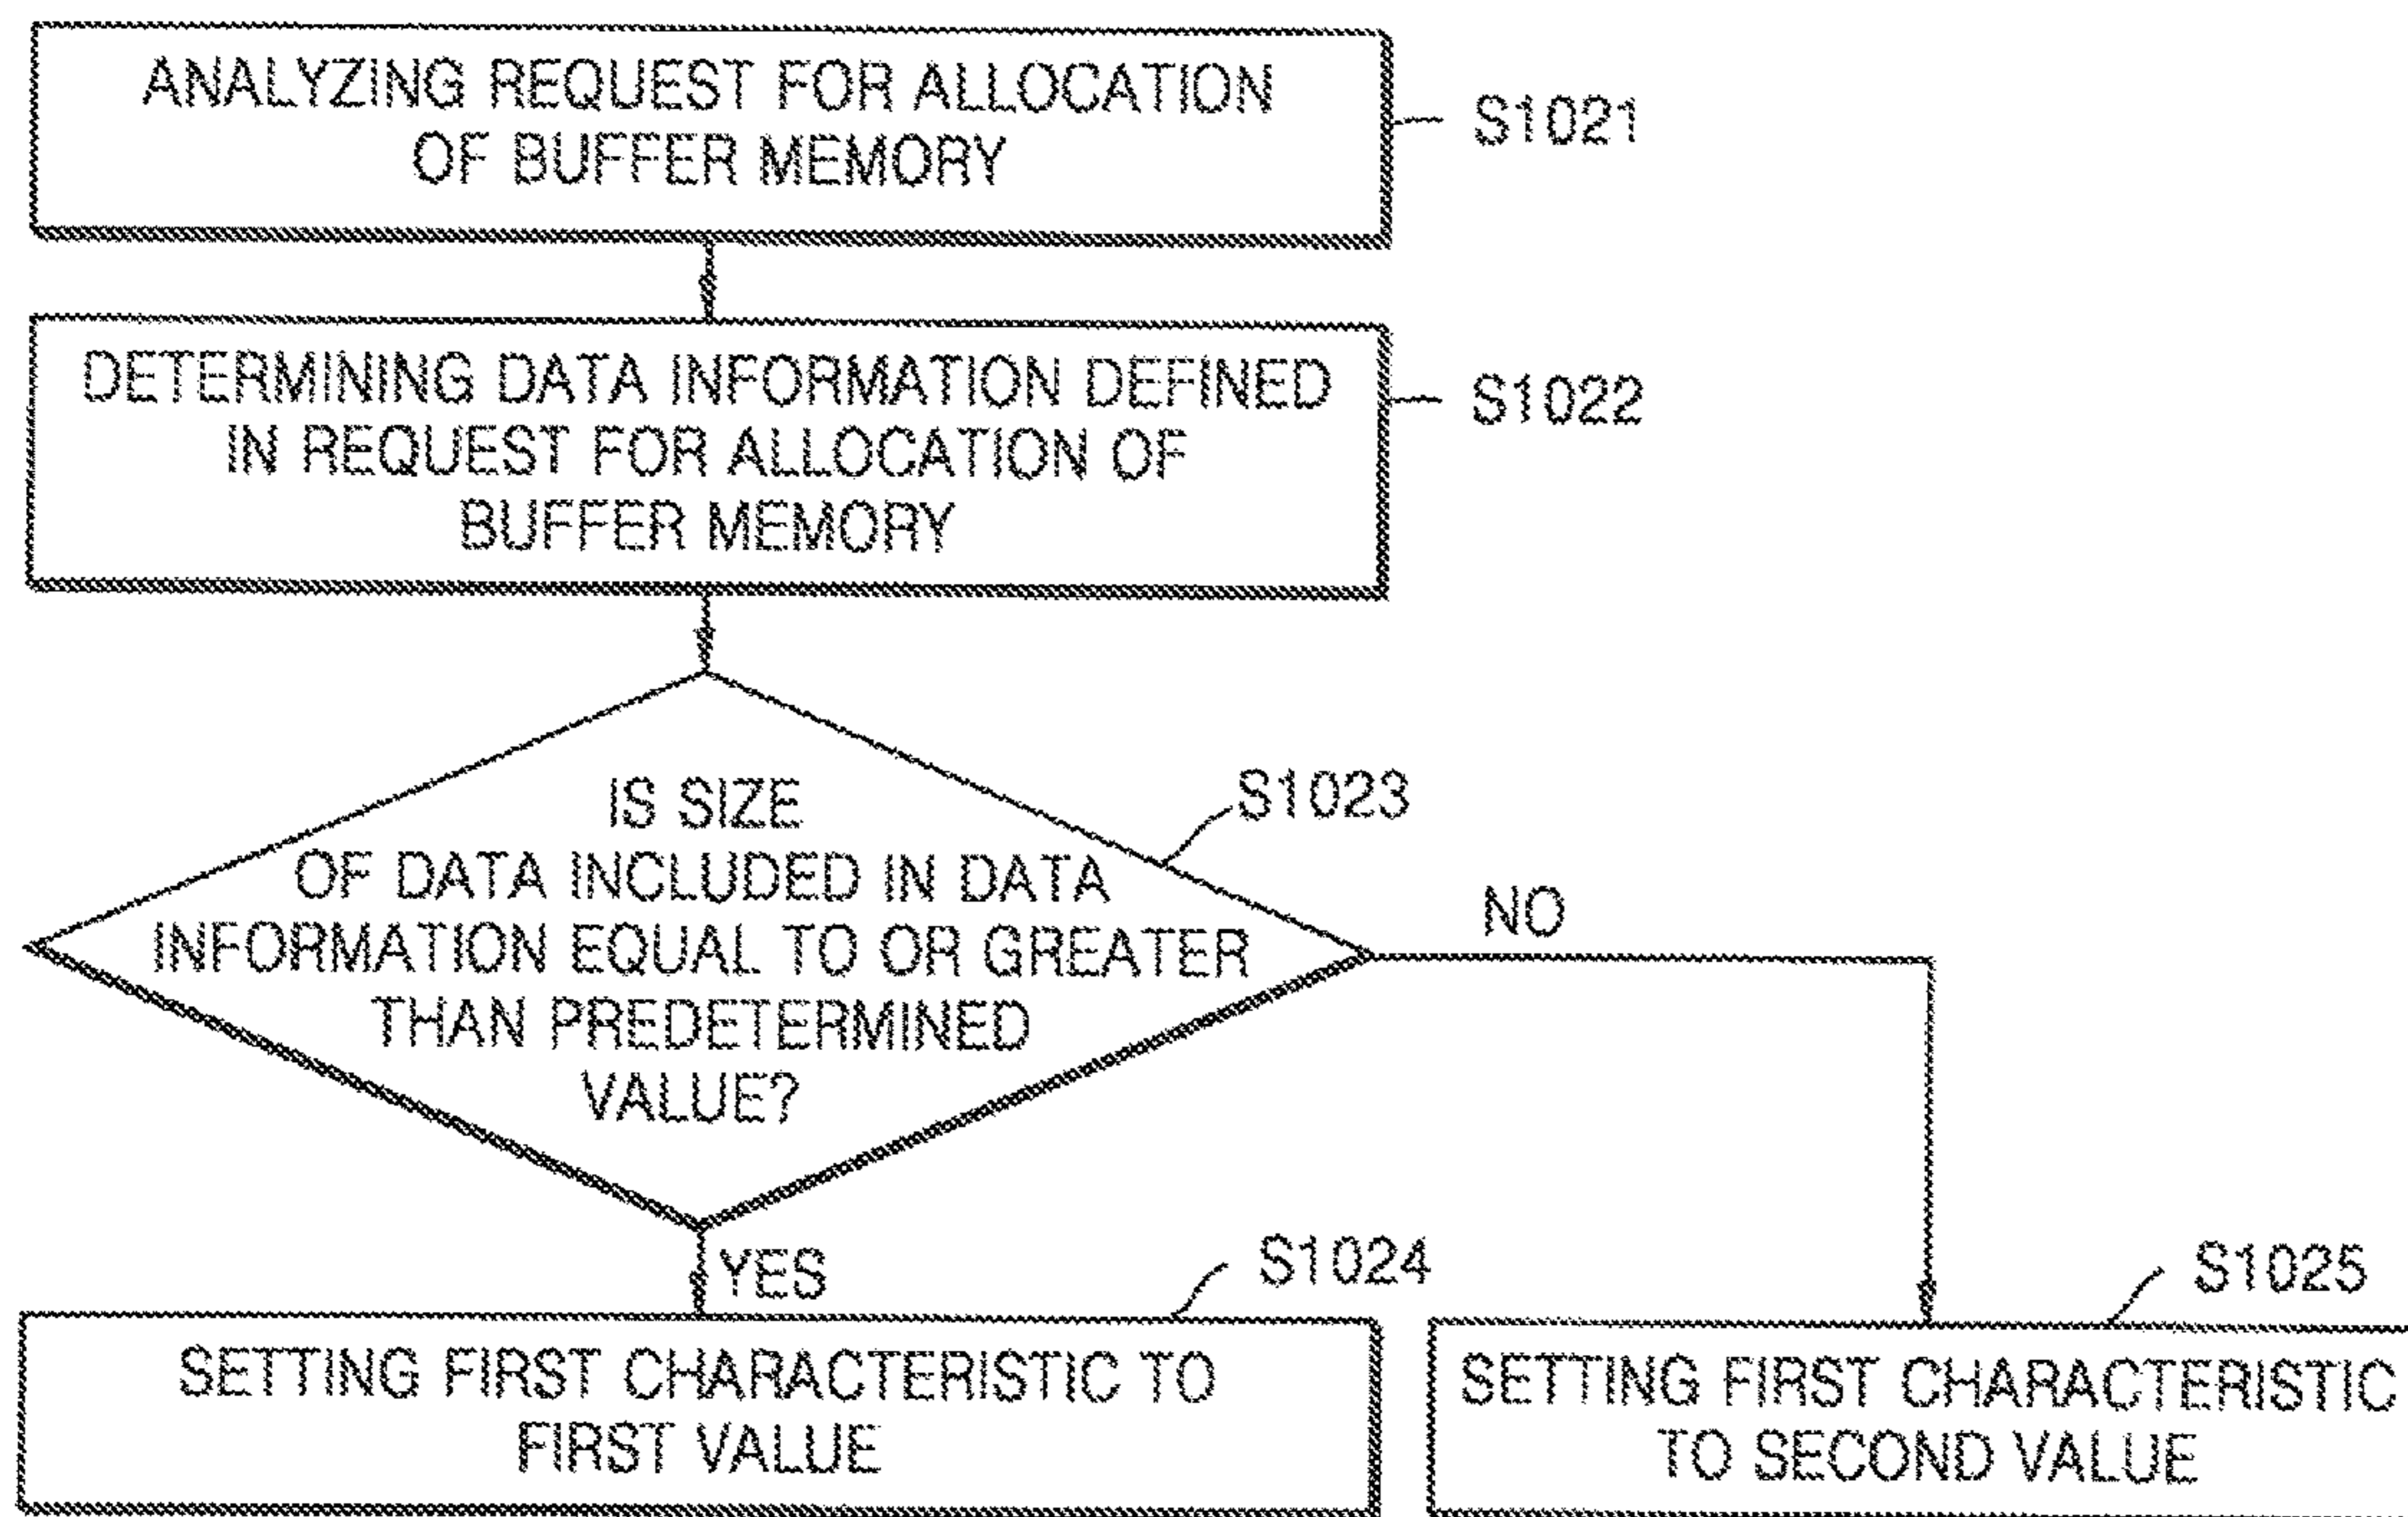 ANALYZING REQUEST FOR ALLOCATION
OF BUFFER MEMORY
S1021
DETERMINING DATA INFORMATION DEFINED
IN REQUEST FOR ALLOCATION OF
BUFFER MEMORY
S1022
IS SIZE
OF DATA INCLUDED IN DATA
INFORMATION EQUAL TO OR GREATER
THAN PREDETERMINED
VALUE?
S1023
NO
YES
S1024
SETTING FIRST CHARACTERISTIC TO
FIRST VALUE
S1025
SETTING FIRST CHARACTERISTIC
TO SECOND VALUE